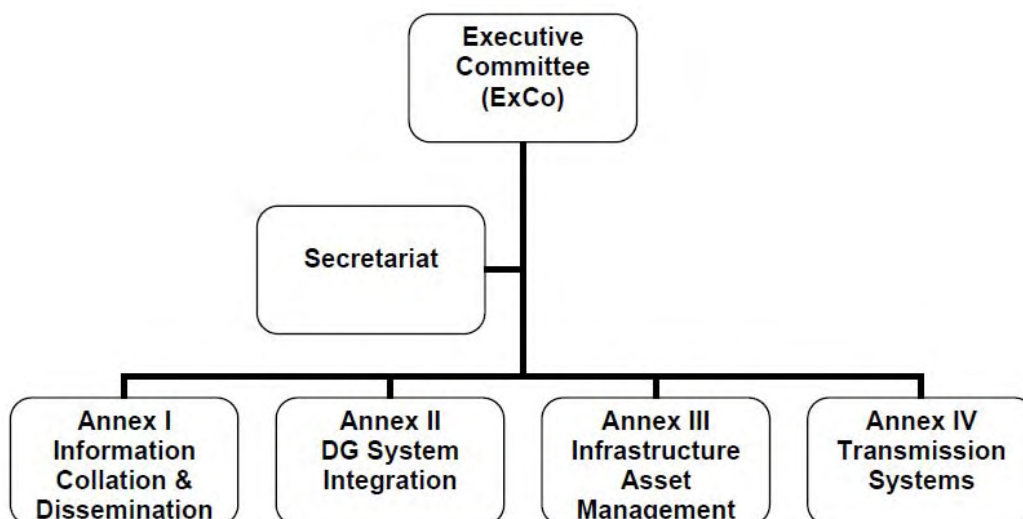 Executive
Committee
(ExCo)
Secretariat
Annex I
Information
Collation &
Dissemination
Annex II
DG System
Integration
Annex III
Infrastructure
Asset
Management
Annex IV
Transmission
Systems